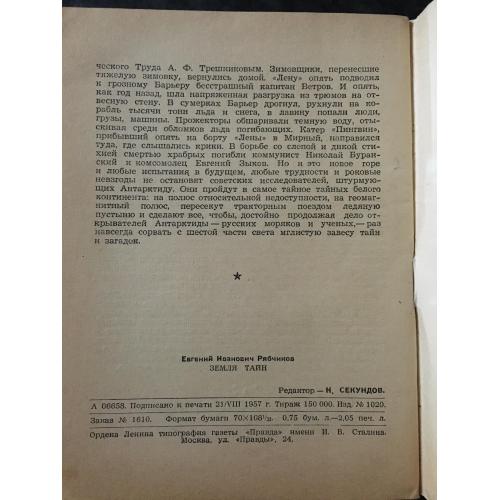 ческого Труда А. Ф. Трешниковым. Зимовщики, перенесшие
тяжелую зимовку, вернулись домой. «Лену» опять подводил
к грозному Барьеру бесстрашный капитан Ветров. И опять,
как год назад, шла напряженная разгрузка из трюмов на от-
весную стену. В сумерках Барьер дрогнул, рухнули на ко-
рабль тысячи тонн льда и снега, в лавину попали люди,
грузы, машины. Прожекторы обшаривали темную воду, оты-
скивая среди обломков льда погибающих. Катер «Пингвин»,
прибывший опять на борту «Лены» в Мирный, направился
туда, где слышались крики. В борьбе со слепой и дикой сти-
хией смертью храбрых погибли коммунист Николай Буран-
ский и комсомолец Евгений Зыков. Но и это новое горе
и любые испытания в будущем, любые трудности и роковые
невзгоды не остановят советских исследователей, штурмую-
щих Антарктиду. Они пройдут в самое тайное тайных белого
континента: на полюс относительной недоступности, на геомаг-
нитный полюс, пересекут тракторным поездом ледяную
пустыню и сделают все, чтобы, достойно продолжая дело от-
крывателей Антарктиды — русских моряков и ученых, — раз
навсегда сорвать с шестой части света мглистую завесу тайн
и загадок.
Евгений Иванович Рябчиков
ЗЕМЛЯ ТАЙН
Редактор — Н. СЕКУНДОВ.
А 06658. Подписано к печати 21/VIII 1957 г. Тираж 150 000. Изд. № 1020.
Заказ № 1610. Формат бумаги 70×108¹/₃₂. 0,75 бум. л.—2,05 печ. л.
Ордена Ленина типография газеты «Правда» имени И. В. Сталина.
Москва, ул. «Правды», 24.